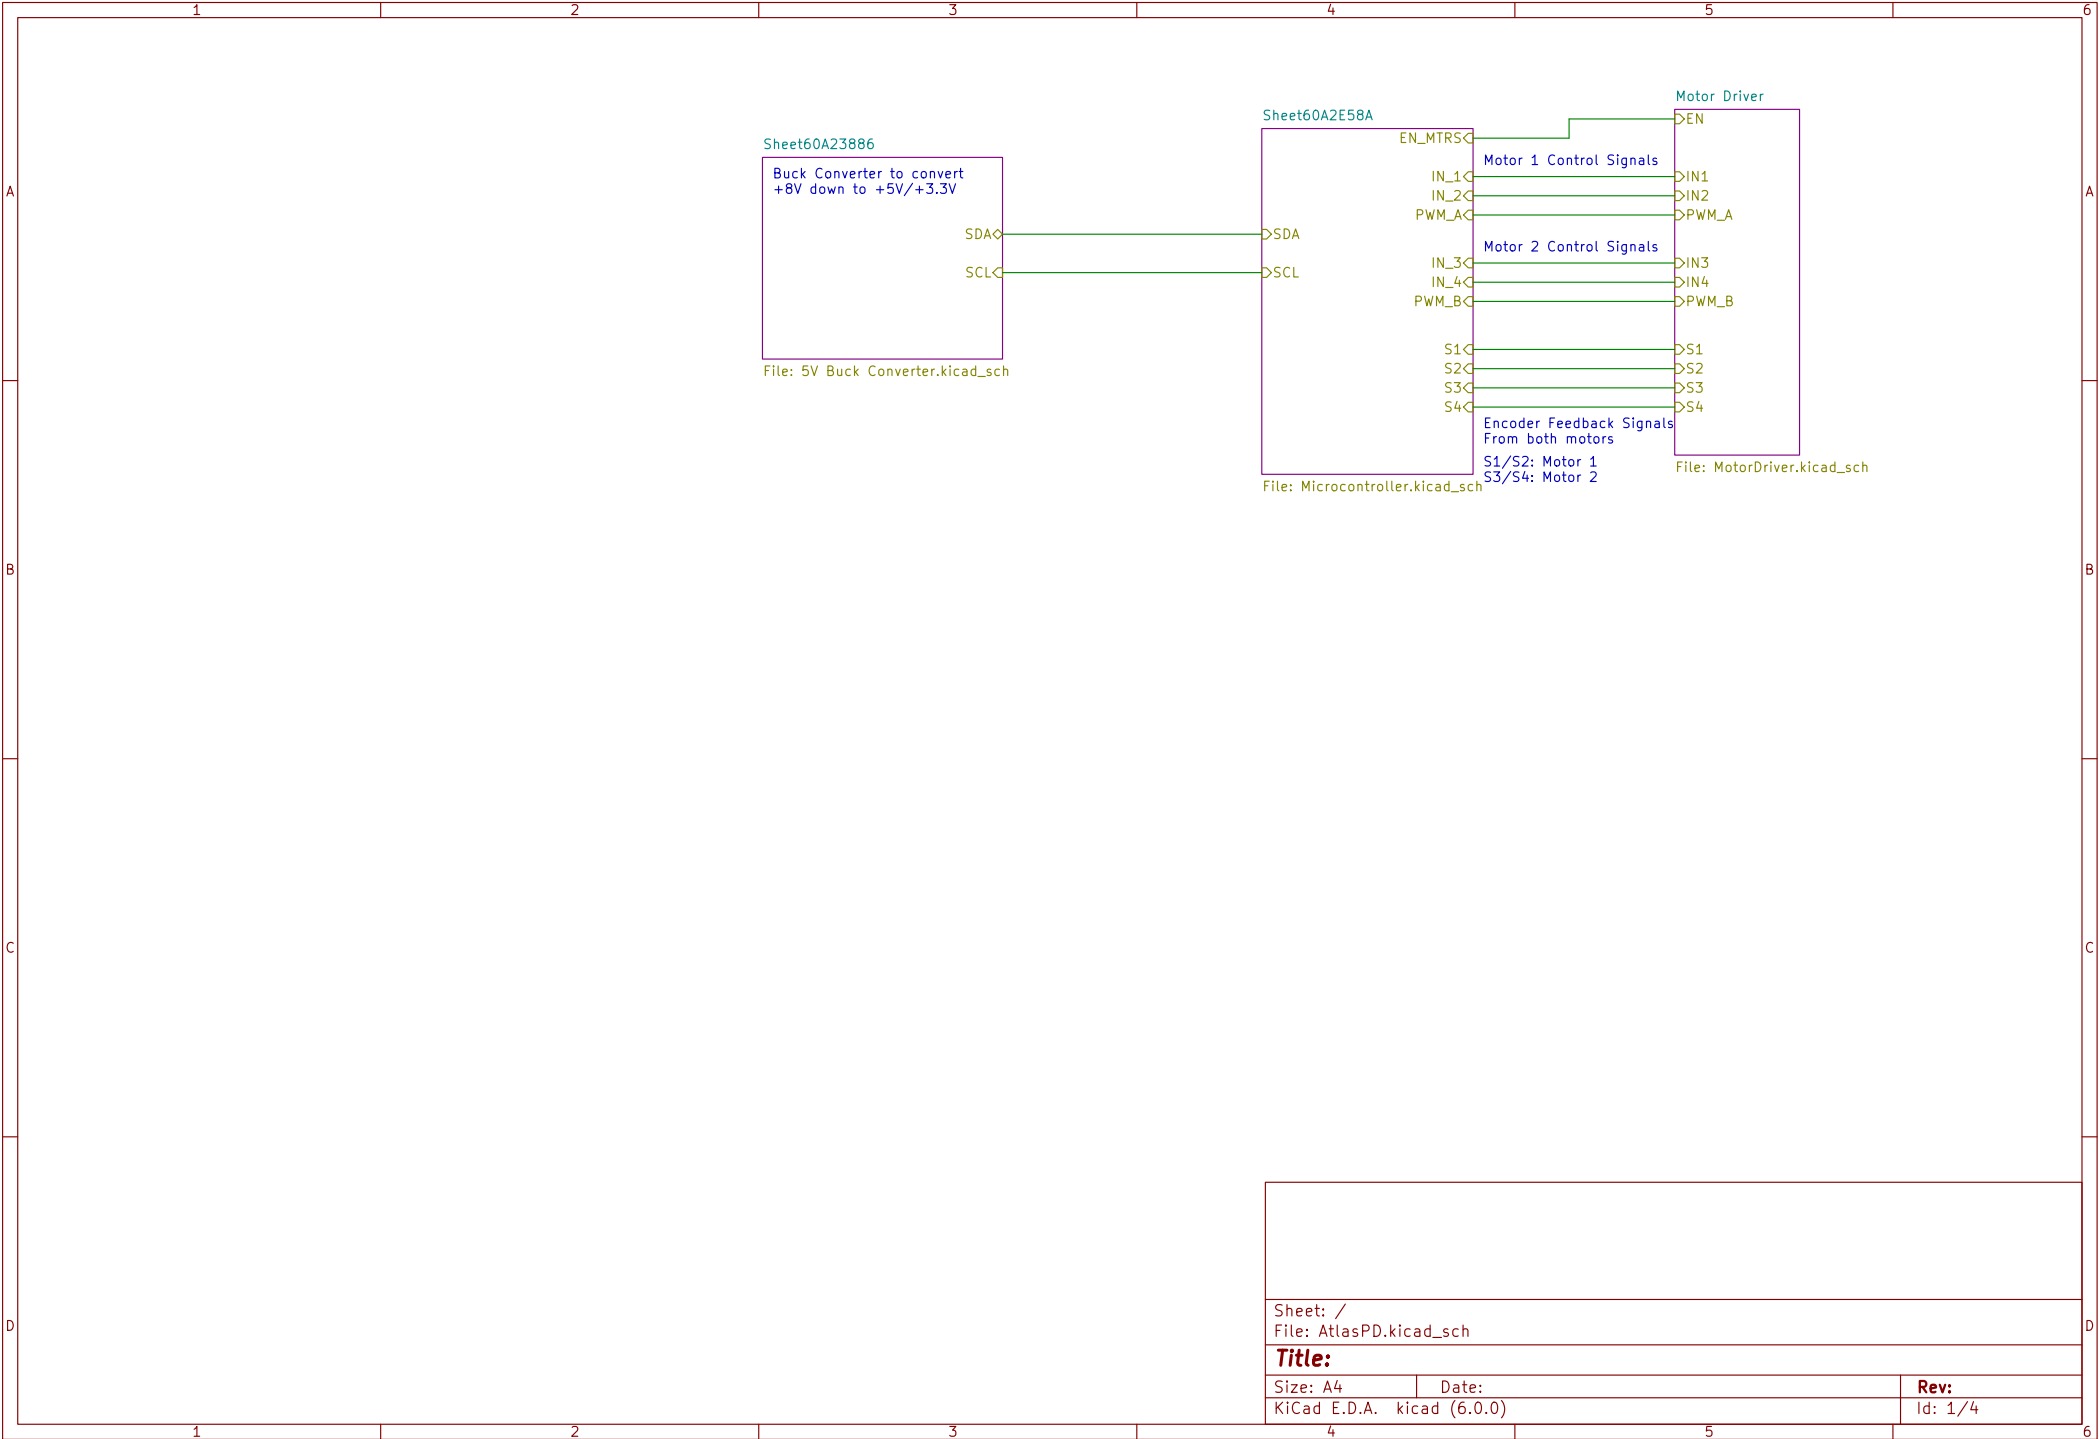 1 2 3 4 5 6
Motor Driver
Sheet60A2E58A
Sheet60A23886
EN
EN_MTRS
Buck Converter to convert
+8V down to +5V/+3.3V
Motor 1 Control Signals
A
A
IN_1
IN1
IN_2
IN2
PWM_A
PWM_A
SDA
SDA
Motor 2 Control Signals
IN_3
IN3
SCL
SCL
IN_4
IN4
PWM_B
PWM_B
S1
S1
S2
S2
S3
S3
S4
S4
File: 5V Buck Converter.kicad_sch
Encoder Feedback Signals
From both motors
S1/S2: Motor 1
S3/S4: Motor 2
File: MotorDriver.kicad_sch
File: Microcontroller.kicad_sch
B
B
C
C
D
D
Sheet: /
File: AtlasPD.kicad_sch
Title:
Size: A4
Date:
Rev:
KiCad E.D.A. kicad (6.0.0)
Id: 1/4
1 2 3 4 5 6